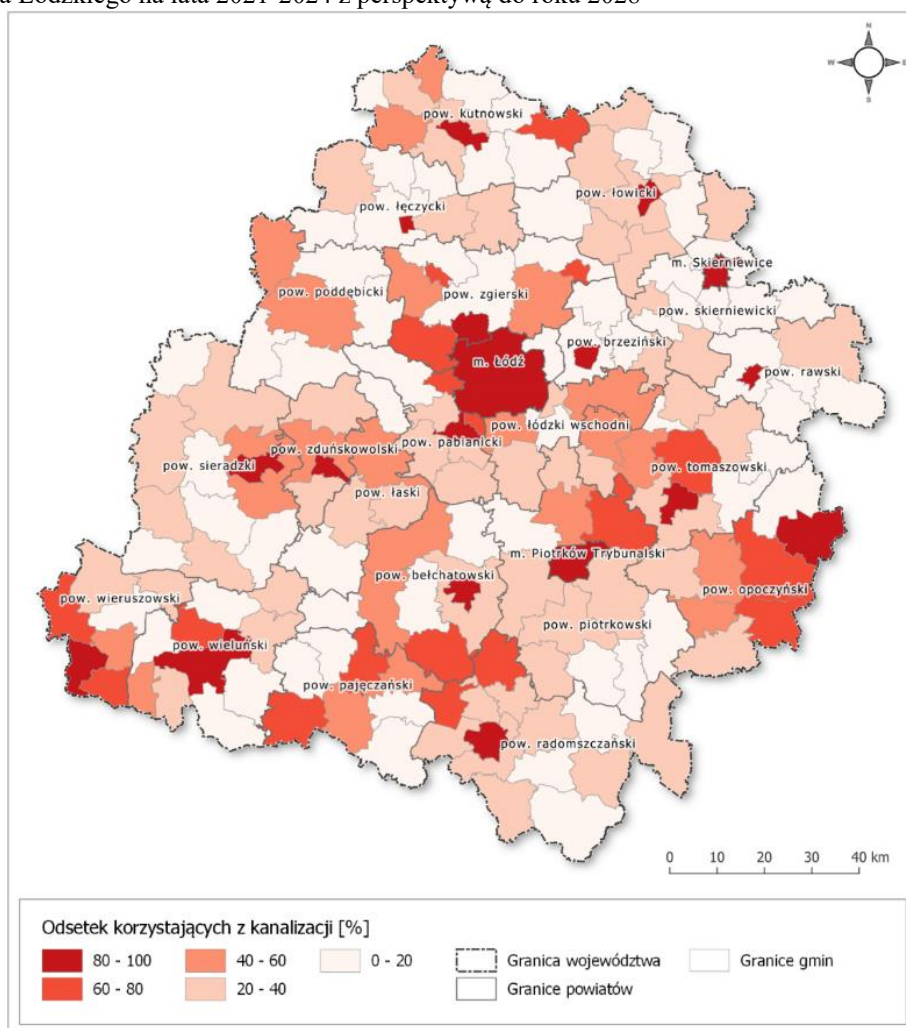 a Łódzkiego na lata 2021-2024 z perspektywą do roku 2028
N
W E
S
pow. kutnowski
pow. łowicki
pow. łęczycki
m. Skierniewice
pow. poddębicki
pow. zgierski
pow. skierniewicki
pow. brzeziński
m. Łódź
pow. rawski
pow. łódzki wschodni
pow. pabianicki
pow. zduńskowolski
pow. sieradzki
pow. tomaszowski
pow. łaski
m. Piotrków Trybunalski
pow. bełchatowski
pow. opoczyński
pow. wieruszowski
pow. piotrkowski
pow. wieluński
pow. pajęczański
pow. radomszczański
0 10 20 30 40 km
Odsetek korzystających z kanalizacji [%]
80 - 100 40 - 60 0 - 20 Granica województwa Granice gmin
60 - 80 20 - 40 Granice powiatów